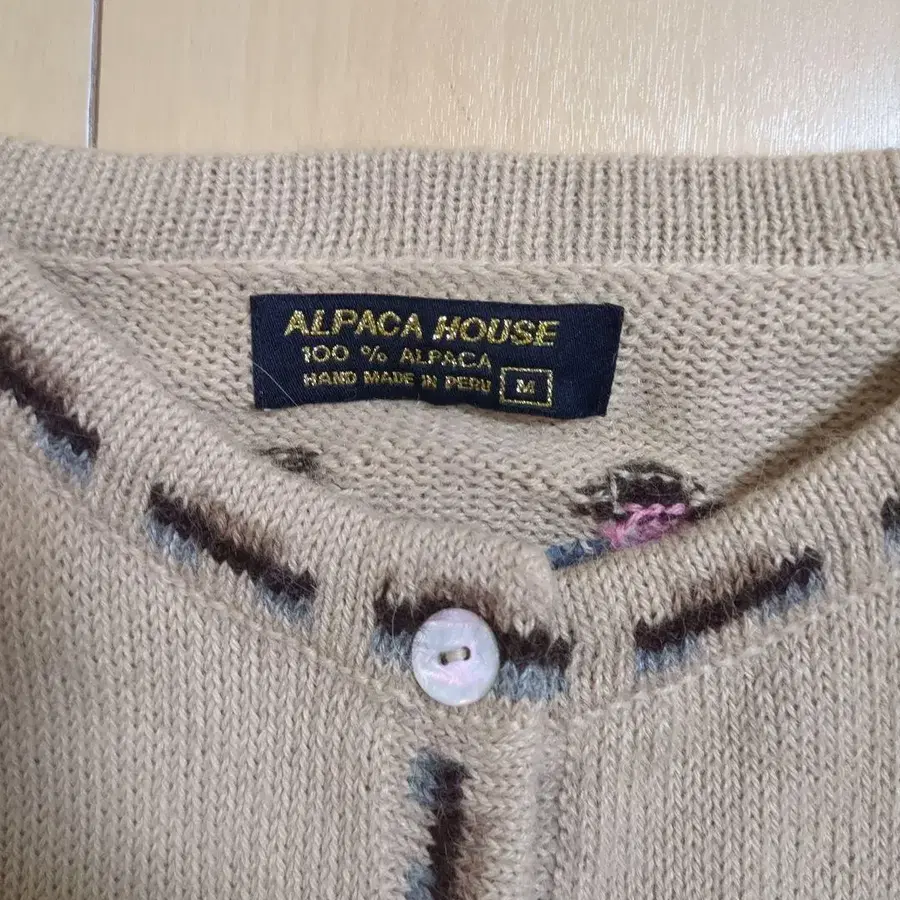 ALPACA HOUSE
100 % ALPACA
HAND MADE IN PERU M